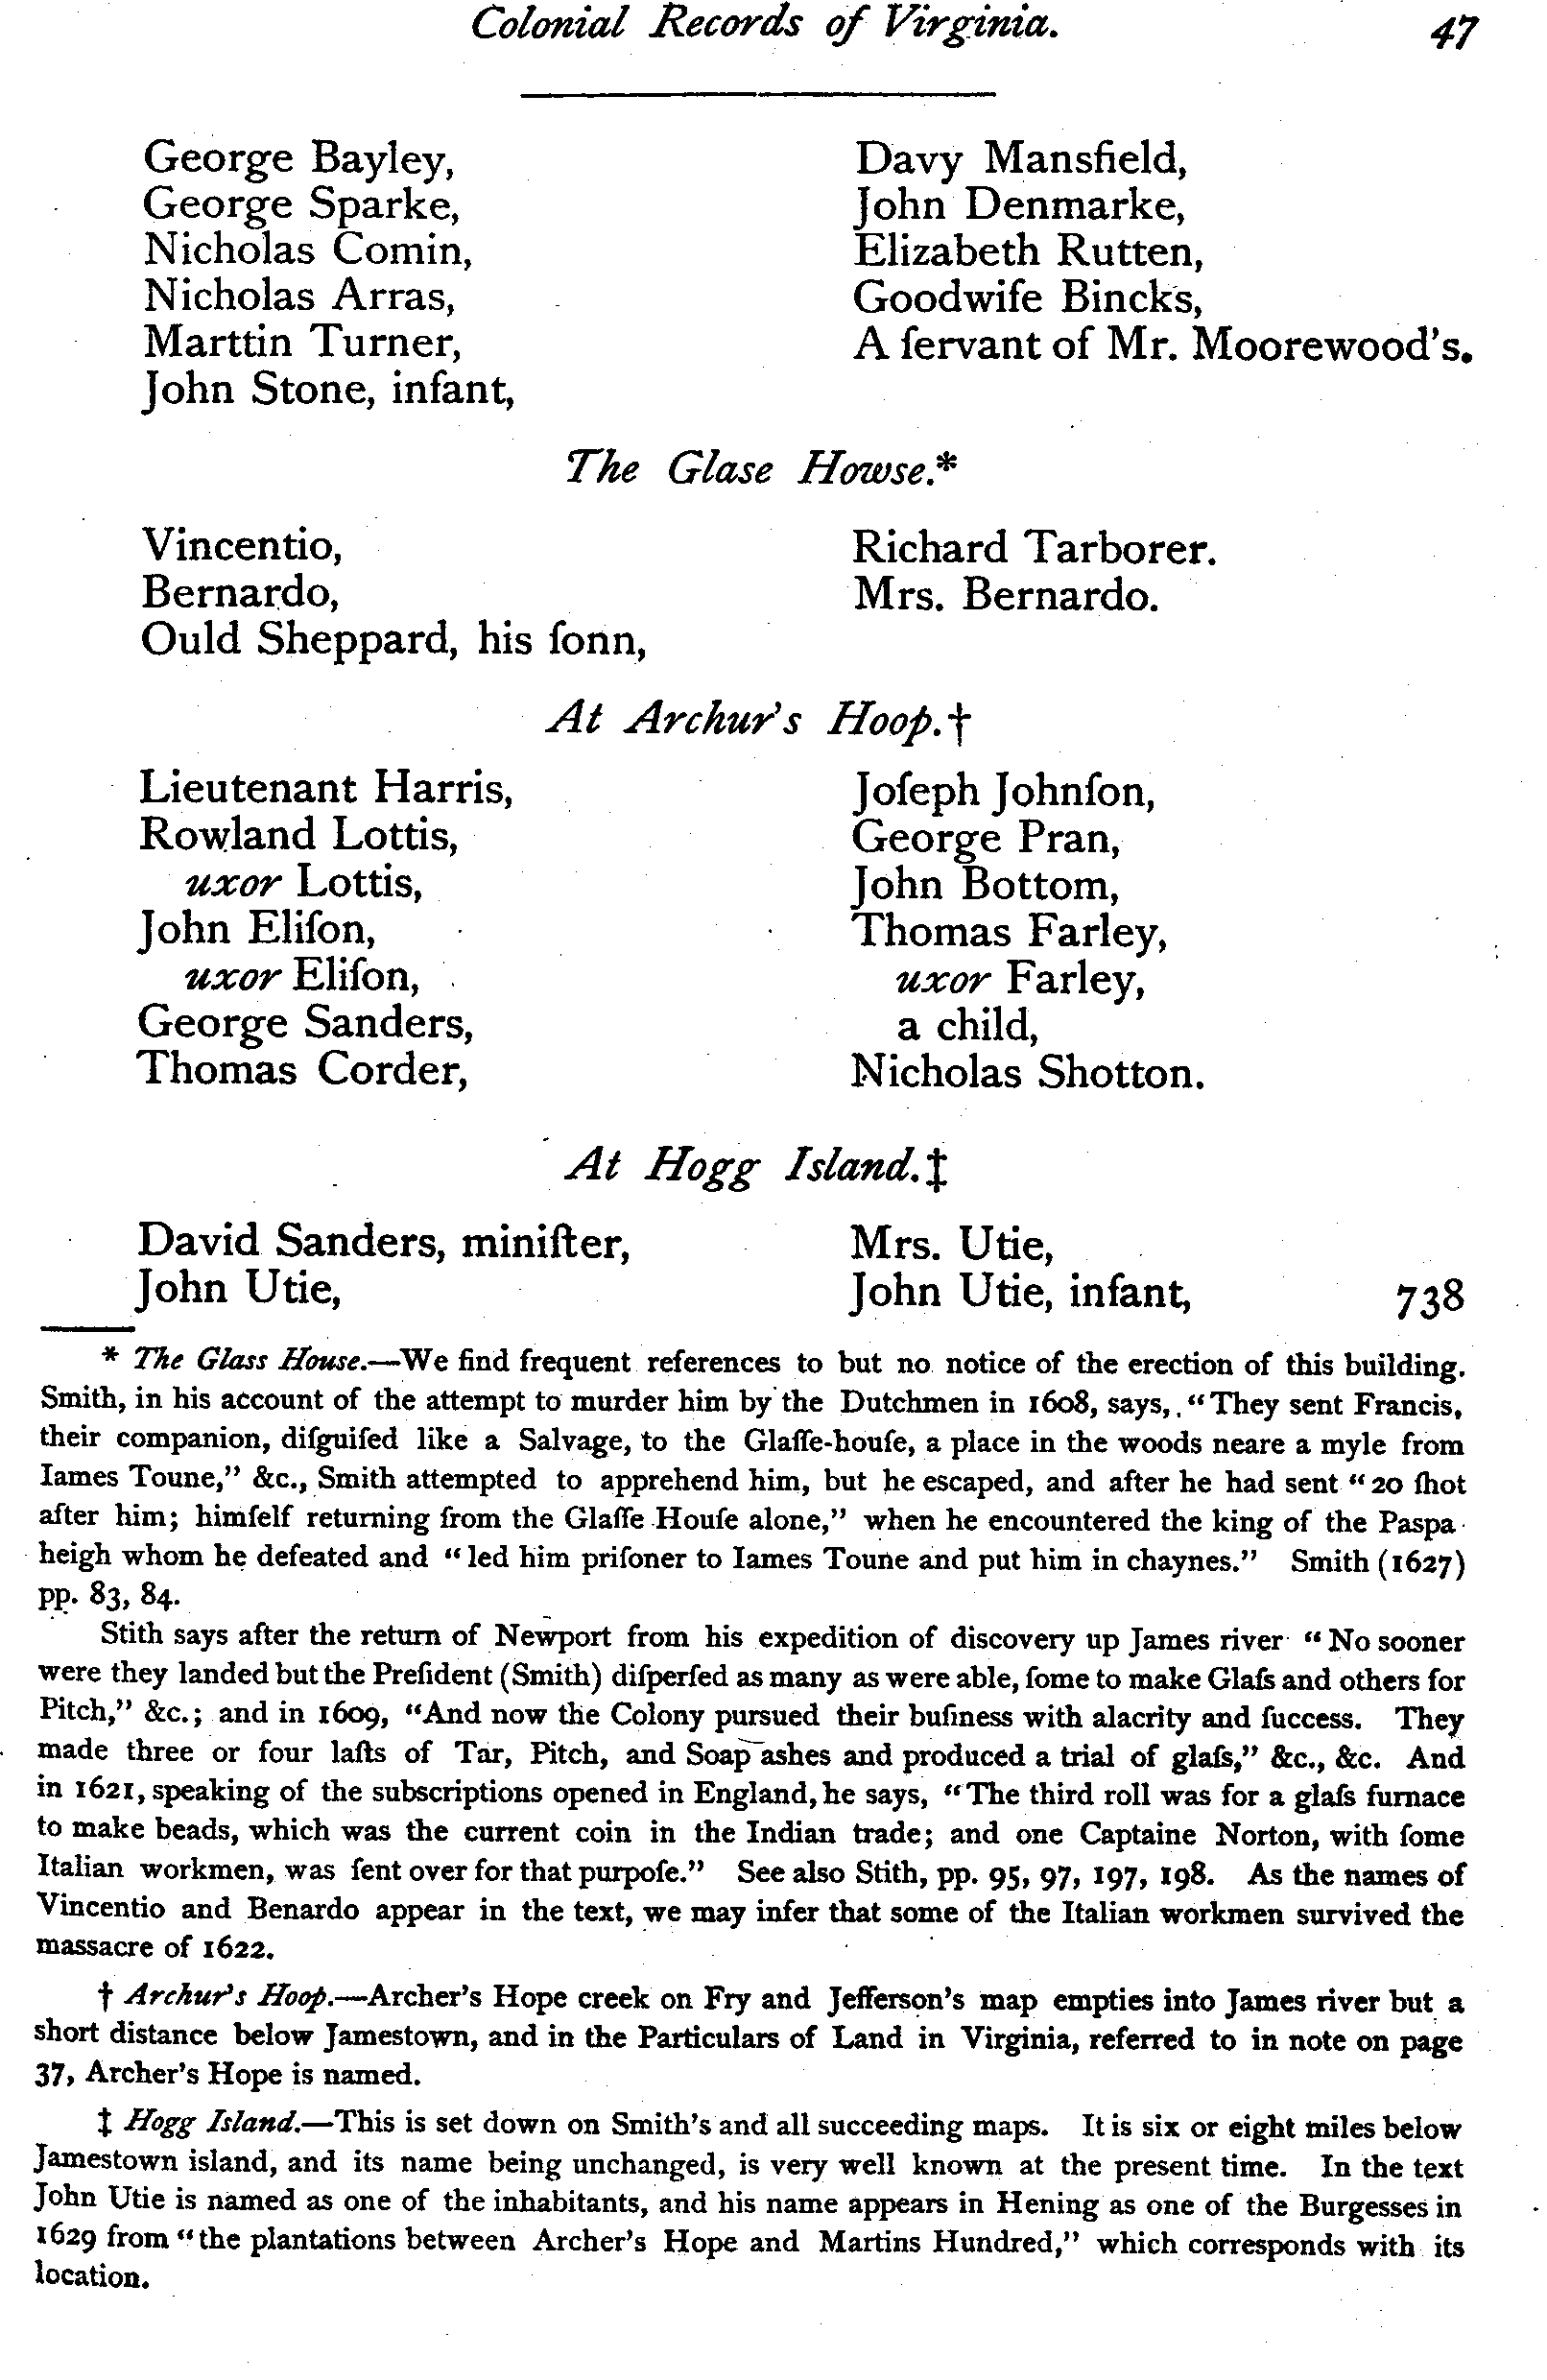 Colonial Records of Virginia. 47
George Bayley,
George Sparke,
Nicholas Comin,
Nicholas Arras,
Marttin Turner,
John Stone, infant,
Davy Mansfield,
John Denmarke,
Elizabeth Rutten,
Goodwife Bincks,
A ſervant of Mr. Moorewood's.
The Glase Howse.*
Vincentio,
Bernardo,
Ould Sheppard, his ſonn,
Richard Tarborer.
Mrs. Bernardo.
At Archur's Hoop.†
Lieutenant Harris,
Rowland Lottis,
uxor Lottis,
John Eliſon,
uxor Eliſon,
George Sanders,
Thomas Corder,
Joſeph Johnſon,
George Pran,
John Bottom,
Thomas Farley,
uxor Farley,
a child,
Nicholas Shotton.
At Hogg Island.‡
David Sanders, miniſter,
John Utie,
Mrs. Utie,
John Utie, infant, 738
* The Glass House.—We find frequent references to but no notice of the erection of this building.
Smith, in his account of the attempt to murder him by the Dutchmen in 1608, says, "They sent Francis,
their companion, diſguiſed like a Salvage, to the Glaſſe-houſe, a place in the woods neare a myle from
Iames Toune," &c., Smith attempted to apprehend him, but he escaped, and after he had sent "20 ſhot
after him; himſelf returning from the Glaſſe Houſe alone," when he encountered the king of the Paspa
heigh whom he defeated and "led him priſoner to Iames Toune and put him in chaynes." Smith (1627)
pp. 83, 84.
Stith says after the return of Newport from his expedition of discovery up James river "No sooner
were they landed but the Preſident (Smith) diſperſed as many as were able, ſome to make Glaſs and others for
Pitch," &c.; and in 1609, "And now the Colony pursued their buſineſs with alacrity and ſuccess. They
made three or four laſts of Tar, Pitch, and Soap ashes and produced a trial of glaſs," &c., &c. And
in 1621, speaking of the subscriptions opened in England, he says, "The third roll was for a glaſs furnace
to make beads, which was the current coin in the Indian trade; and one Captaine Norton, with ſome
Italian workmen, was ſent over for that purpoſe." See also Stith, pp. 95, 97, 197, 198. As the names of
Vincentio and Benardo appear in the text, we may infer that some of the Italian workmen survived the
massacre of 1622.
† Archur's Hoop.—Archer's Hope creek on Fry and Jefferson's map empties into James river but a
short distance below Jamestown, and in the Particulars of Land in Virginia, referred to in note on page
37, Archer's Hope is named.
‡ Hogg Island.—This is set down on Smith's and all succeeding maps. It is six or eight miles below
Jamestown island, and its name being unchanged, is very well known at the present time. In the text
John Utie is named as one of the inhabitants, and his name appears in Hening as one of the Burgesses in
1629 from "the plantations between Archer's Hope and Martins Hundred," which corresponds with its
location.